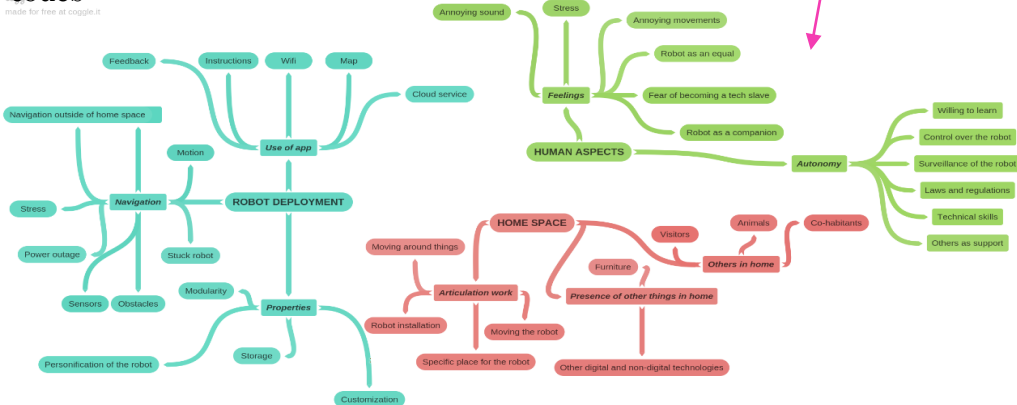 made for free at coggle.it
Annoying sound
Stress
Annoying movements
Robot as an equal
Feelings
Fear of becoming a tech slave
Robot as a companion
HUMAN ASPECTS
Autonomy
Willing to learn
Control over the robot
Surveillance of the robot
Laws and regulations
Technical skills
Others as support
Feedback
Instructions
Wifi
Map
Cloud service
Use of app
Navigation outside of home space
Motion
Navigation
ROBOT DEPLOYMENT
Stress
Power outage
Stuck robot
Sensors
Obstacles
Modularity
Properties
Storage
Personification of the robot
Customization
HOME SPACE
Moving around things
Articulation work
Robot installation
Moving the robot
Specific place for the robot
Visitors
Animals
Co-habitants
Others in home
Furniture
Presence of other things in home
Other digital and non-digital technologies